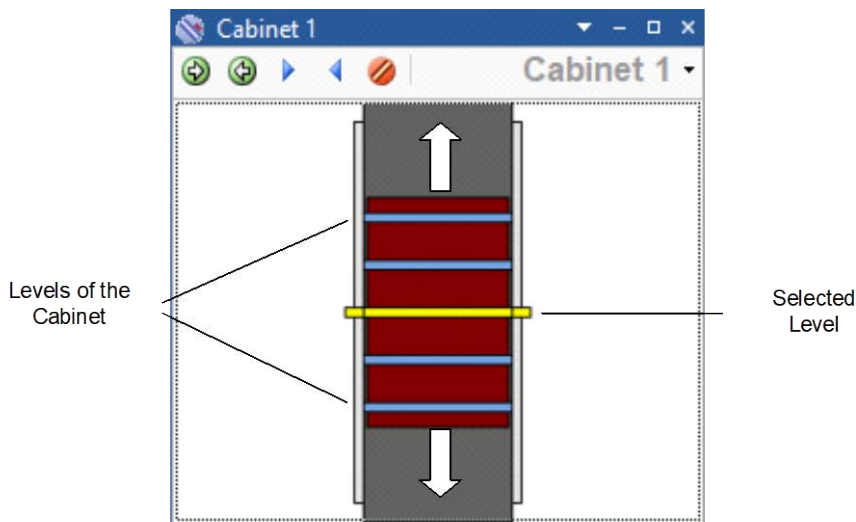 Cabinet 1
Cabinet 1
Levels of the
Cabinet
Selected
Level